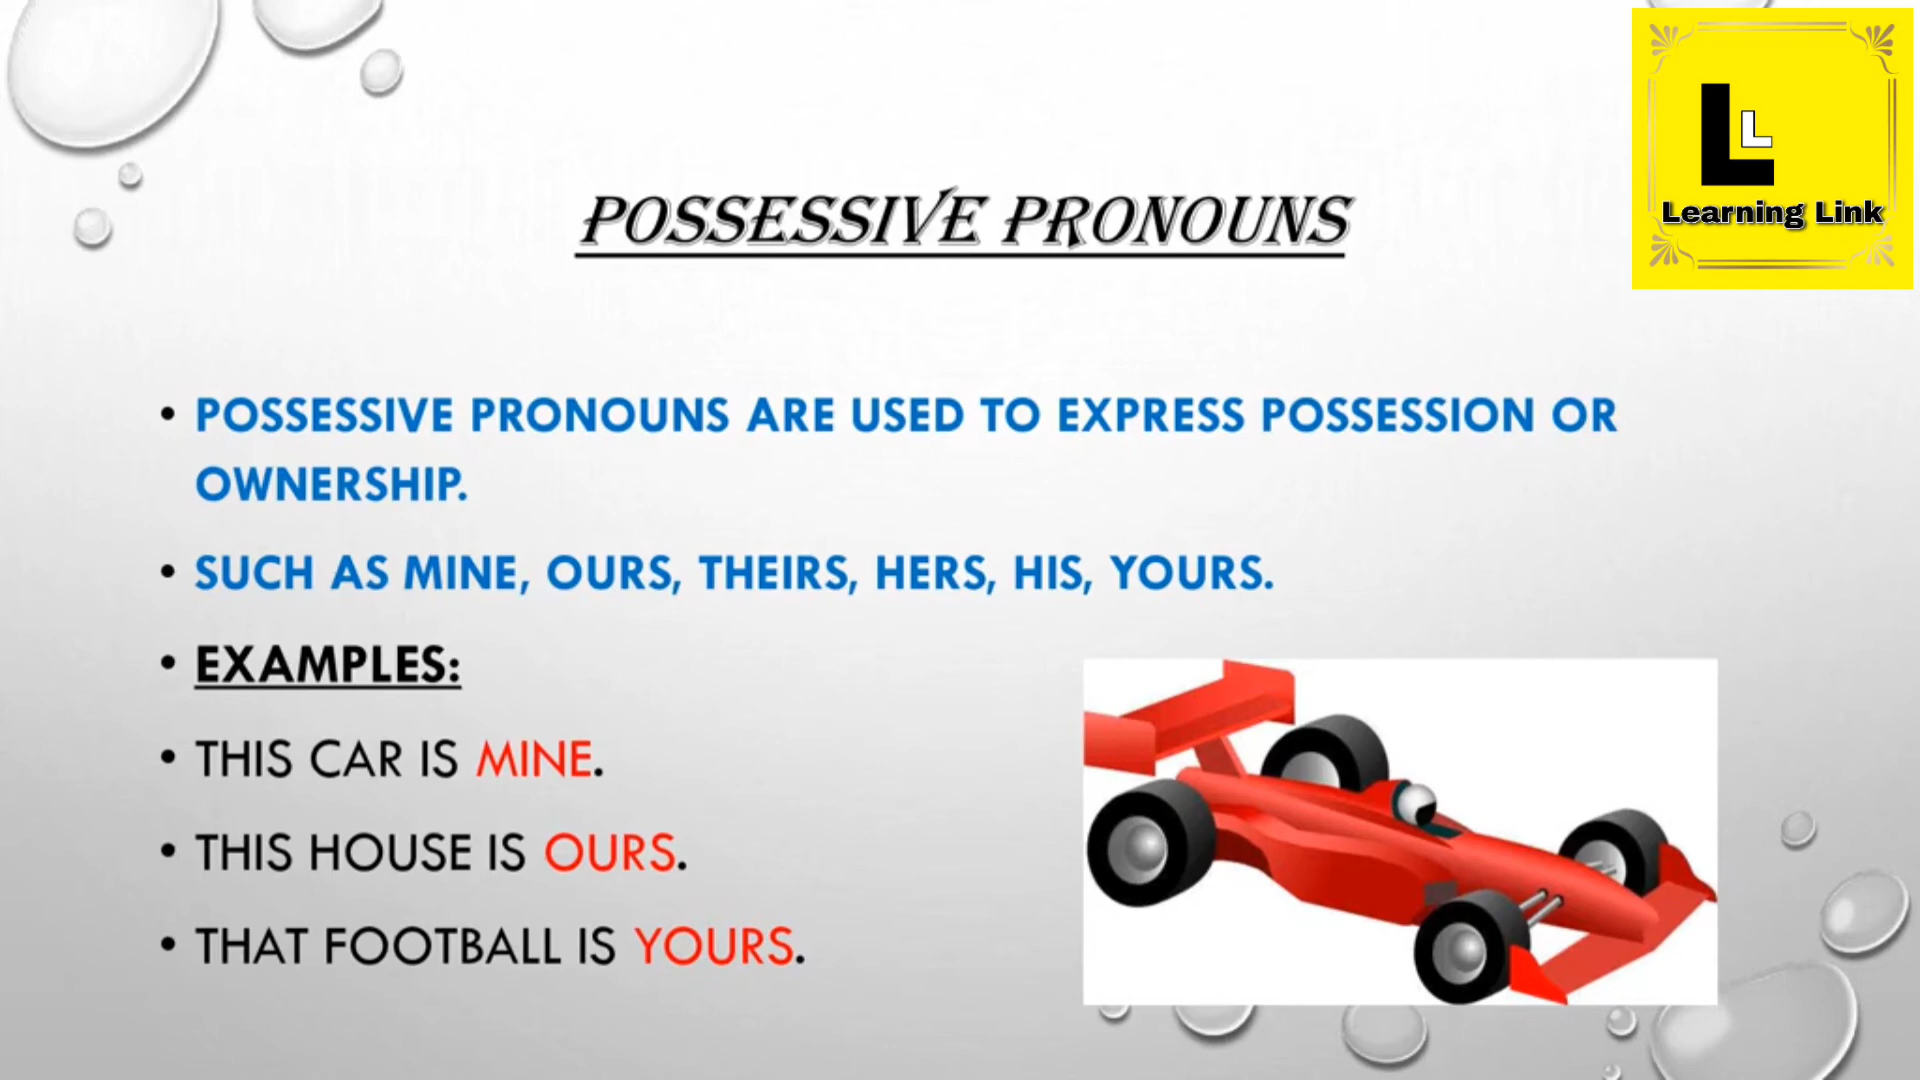 POSSESSIVE PRONOUNS
L
L
Learning Link
• POSSESSIVE PRONOUNS ARE USED TO EXPRESS POSSESSION OR
OWNERSHIP.
• SUCH AS MINE, OURS, THEIRS, HERS, HIS, YOURS.
• EXAMPLES:
• THIS CAR IS MINE.
• THIS HOUSE IS OURS.
• THAT FOOTBALL IS YOURS.